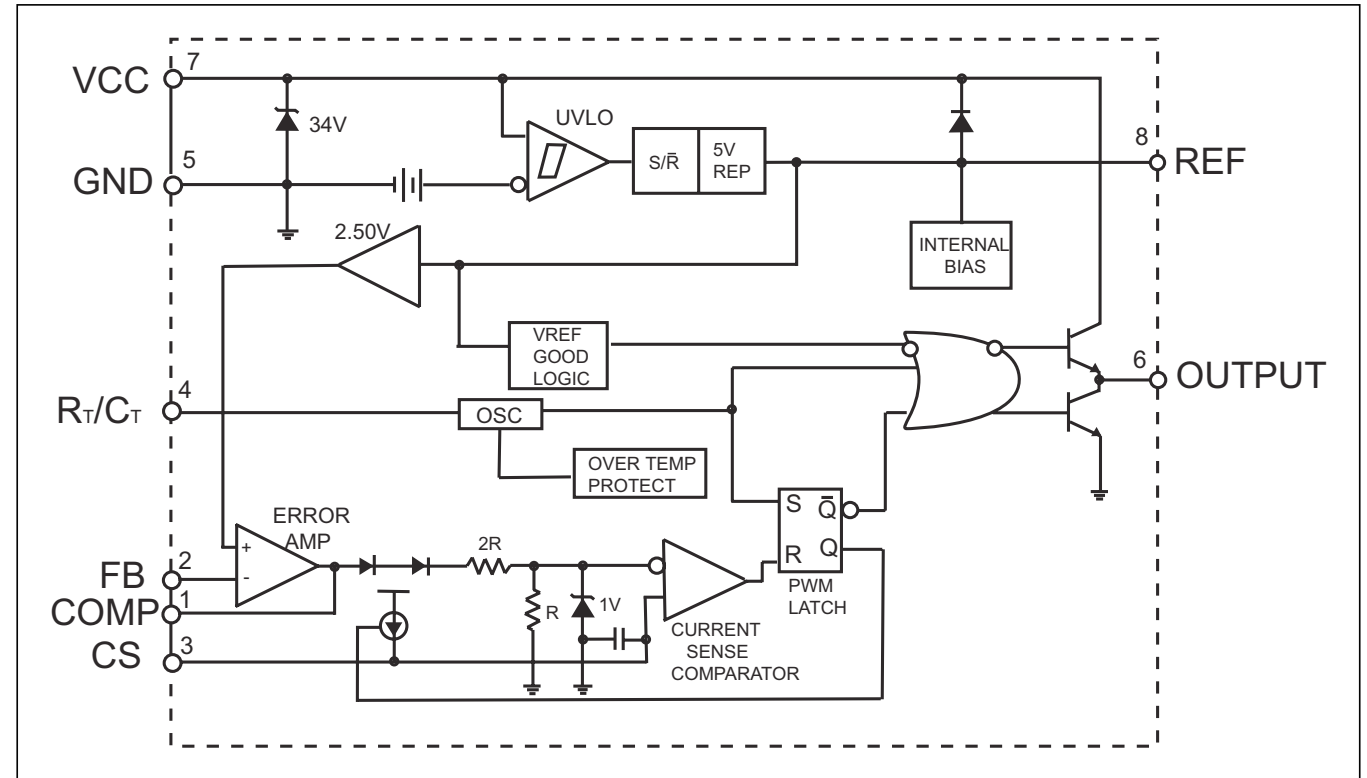 7
VCC
34V
UVLO
S/R̄
5V
REP
8
REF
5
GND
2.50V
INTERNAL
BIAS
VREF
GOOD
LOGIC
6
OUTPUT
4
RT/CT
OSC
OVER TEMP
PROTECT
S
Q̄
R
Q
PWM
LATCH
ERROR
AMP
+
-
2R
2
FB
1
COMP
R
1V
3
CS
CURRENT
SENSE
COMPARATOR